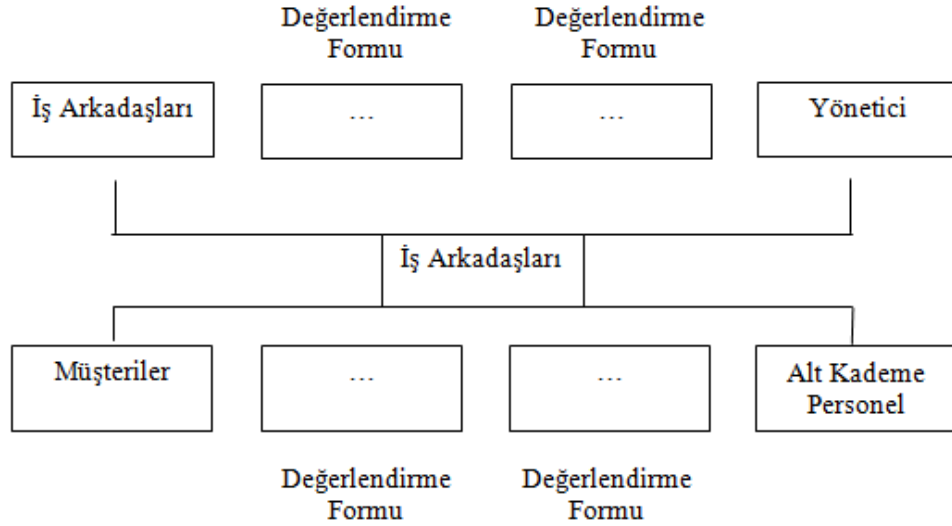 Değerlendirme Formu
Değerlendirme Formu
İş Arkadaşları
...
...
Yönetici
İş Arkadaşları
Müşteriler
...
...
Alt Kademe
Personel
Değerlendirme
Formu
Değerlendirme
Formu